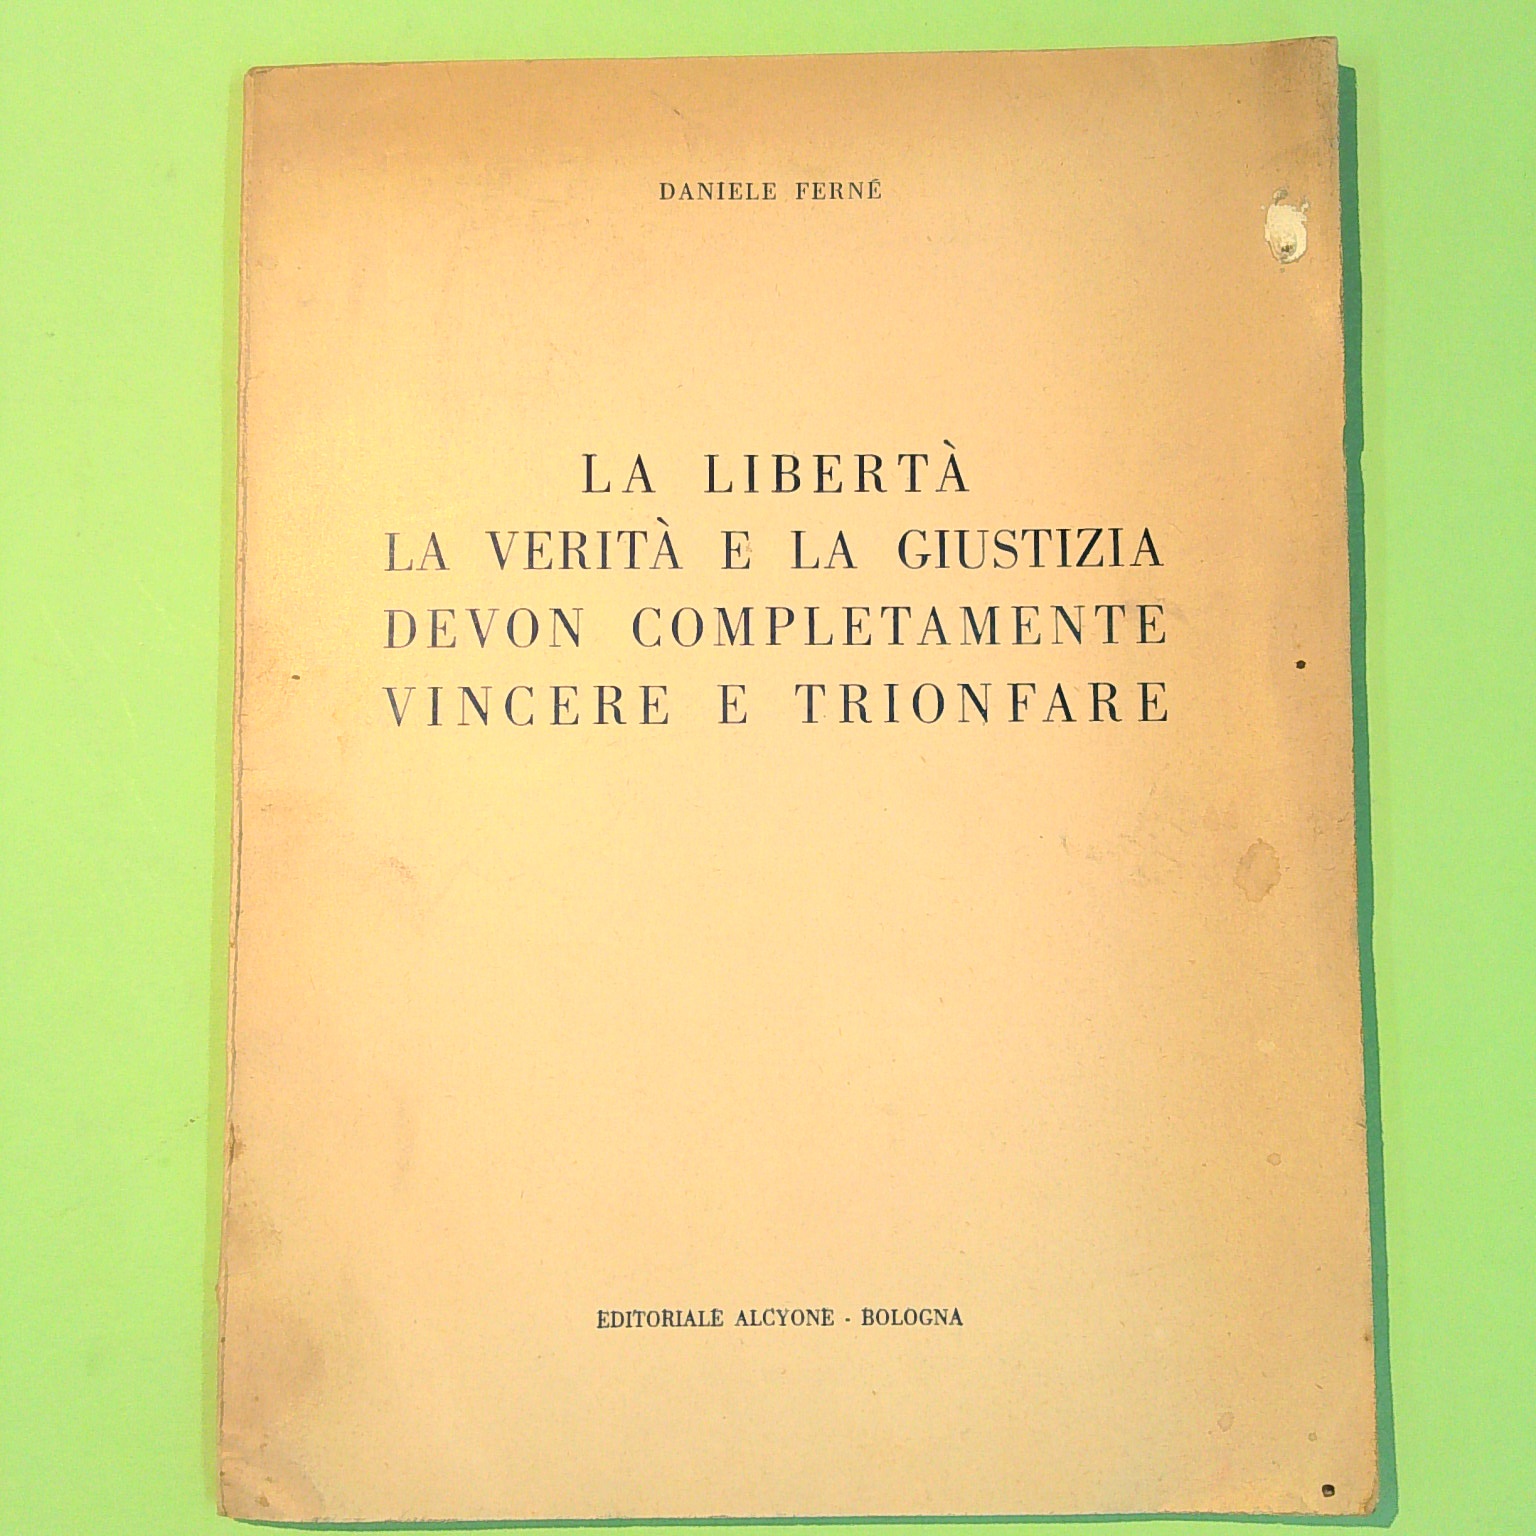 DANIELE FERNÉ
LA LIBERTÀ
LA VERITÀ E LA GIUSTIZIA
DEVON COMPLETAMENTE
VINCERE E TRIONFARE
EDITORIALE ALCYONE - BOLOGNA